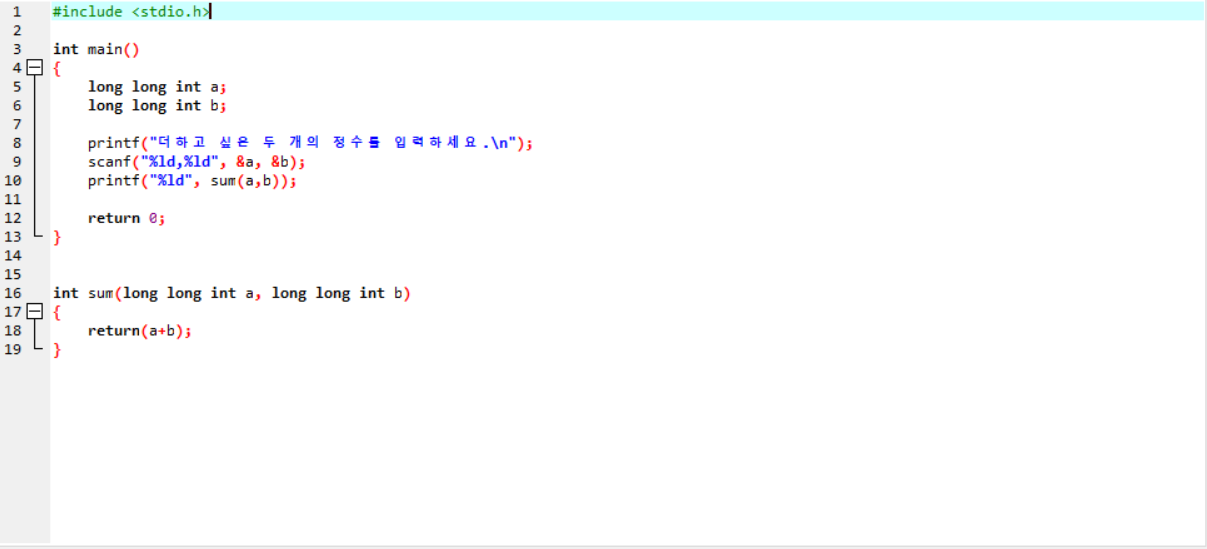 1 #include <stdio.h>
2
3 int main()
4 {
5 long long int a;
6 long long int b;
7
8 printf("더하고 싶은 두 개의 정수를 입력하세요.\n");
9 scanf("%ld,%ld", &a, &b);
10 printf("%ld", sum(a,b));
11
12 return 0;
13 }
14
15
16 int sum(long long int a, long long int b)
17 {
18 return(a+b);
19 }